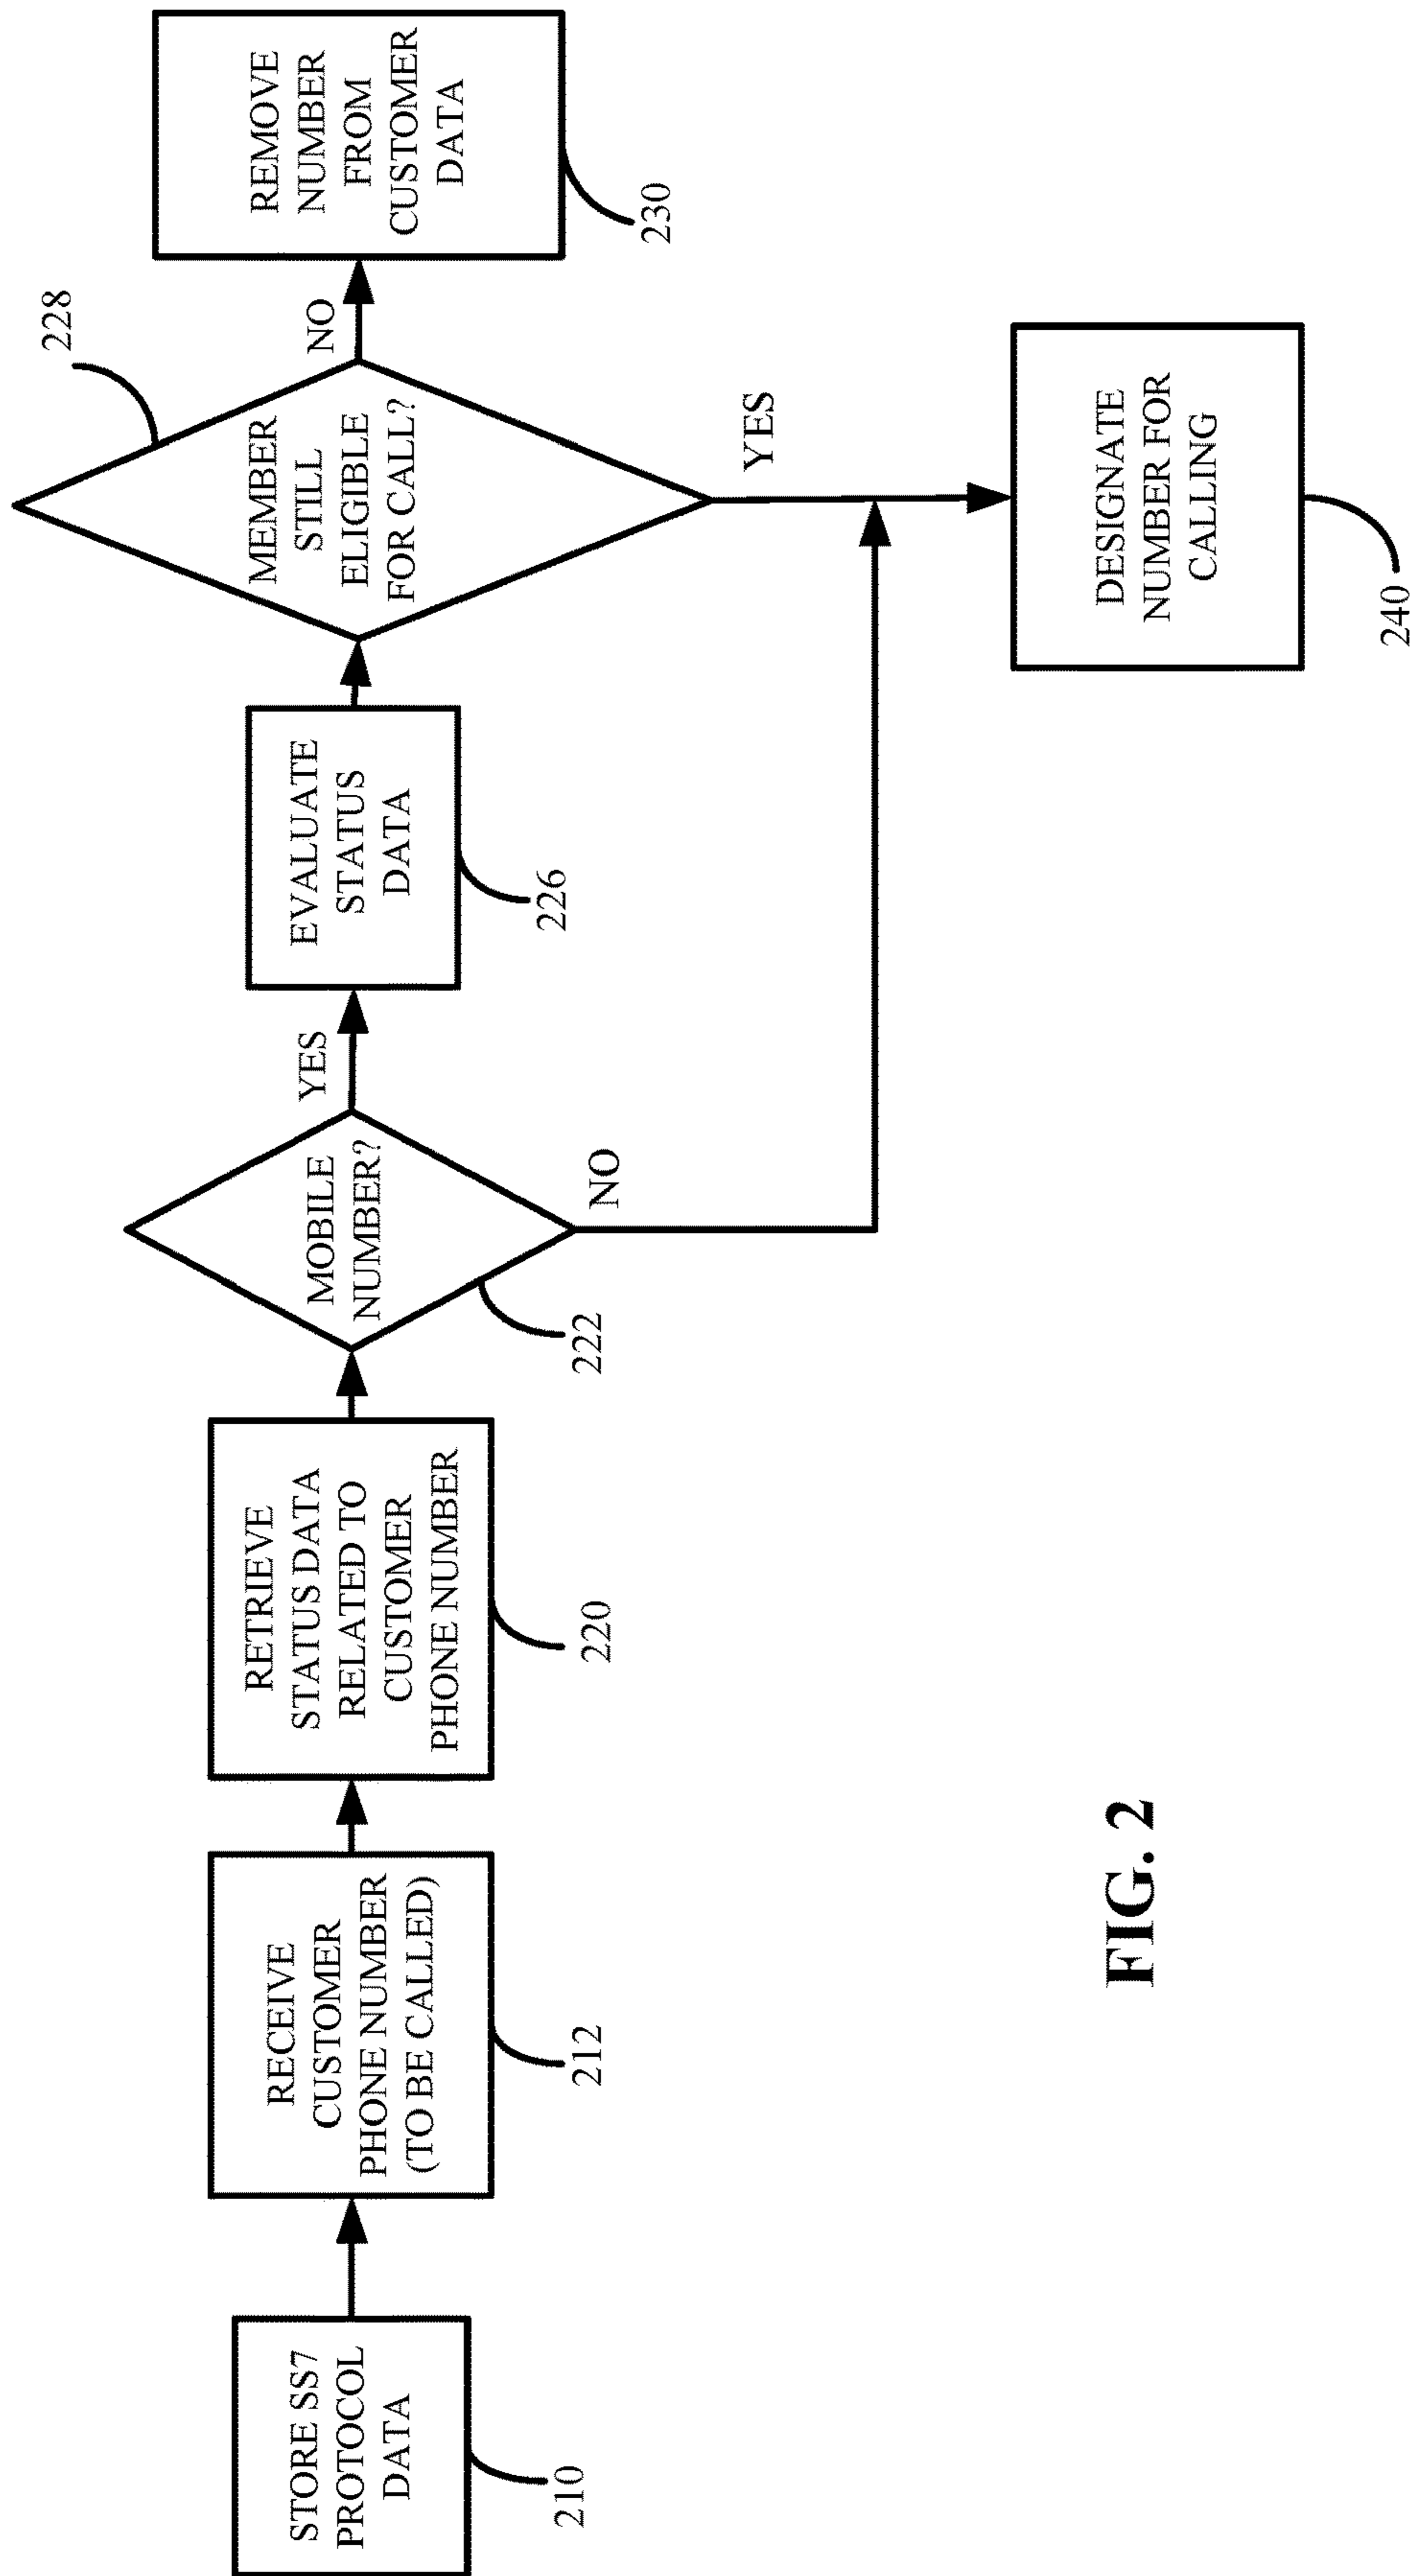 STORE SS7
PROTOCOL
DATA
210
RECEIVE
CUSTOMER
PHONE NUMBER
(TO BE CALLED)
212
RETRIEVE
STATUS DATA
RELATED TO
CUSTOMER
PHONE NUMBER
220
MOBILE
NUMBER?
222
YES
NO
EVALUATE
STATUS
DATA
226
MEMBER
STILL
ELIGIBLE
FOR CALL?
228
NO
YES
REMOVE
NUMBER
FROM
CUSTOMER
DATA
230
DESIGNATE
NUMBER FOR
CALLING
240
FIG. 2